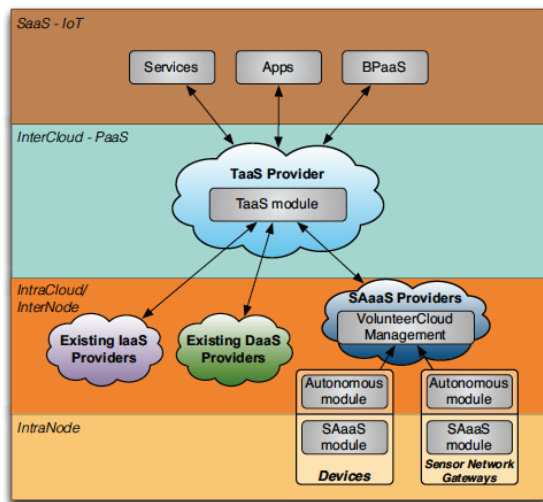 SaaS - IoT
Services
Apps
BPaaS
InterCloud - PaaS
TaaS Provider
TaaS module
IntraCloud/
InterNode
SAaaS Providers
VolunteerCloud
Management
Existing IaaS
Providers
Existing DaaS
Providers
Autonomous
module
Autonomous
module
IntraNode
SAaaS
module
SAaaS
module
Devices
Sensor Network
Gateways